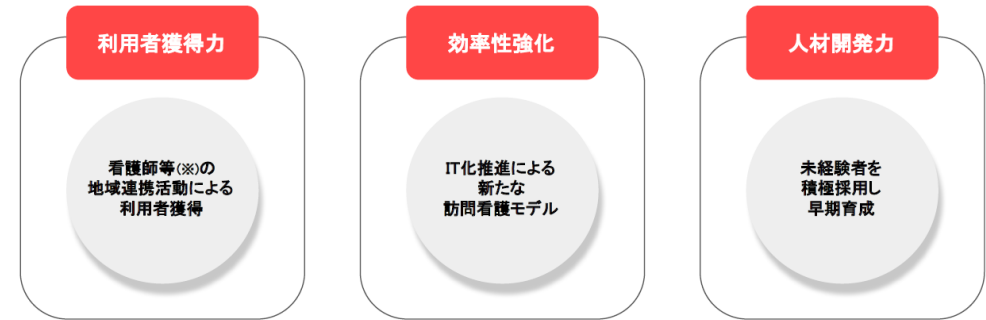 利用者獲得力
看護師等(※)の
地域連携活動による
利用者獲得
効率性強化
IT化推進による
新たな
訪問看護モデル
人材開発力
未経験者を
積極採用し
早期育成